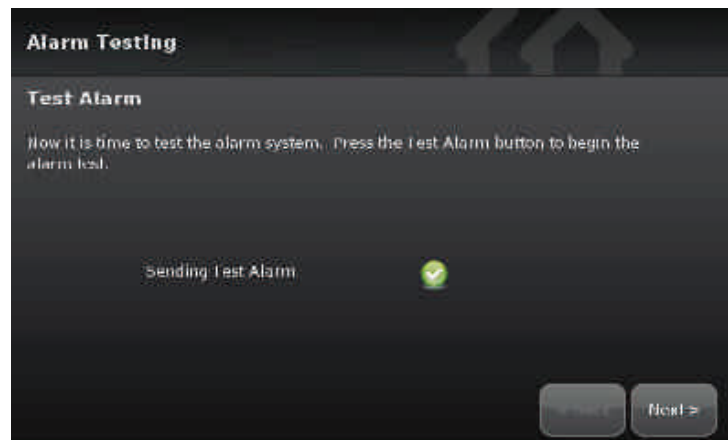 Alarm Testing
Test Alarm
Now it is time to test the alarm system. Press the Test Alarm button to begin the
alarm test.
Sending Test Alarm
Next >